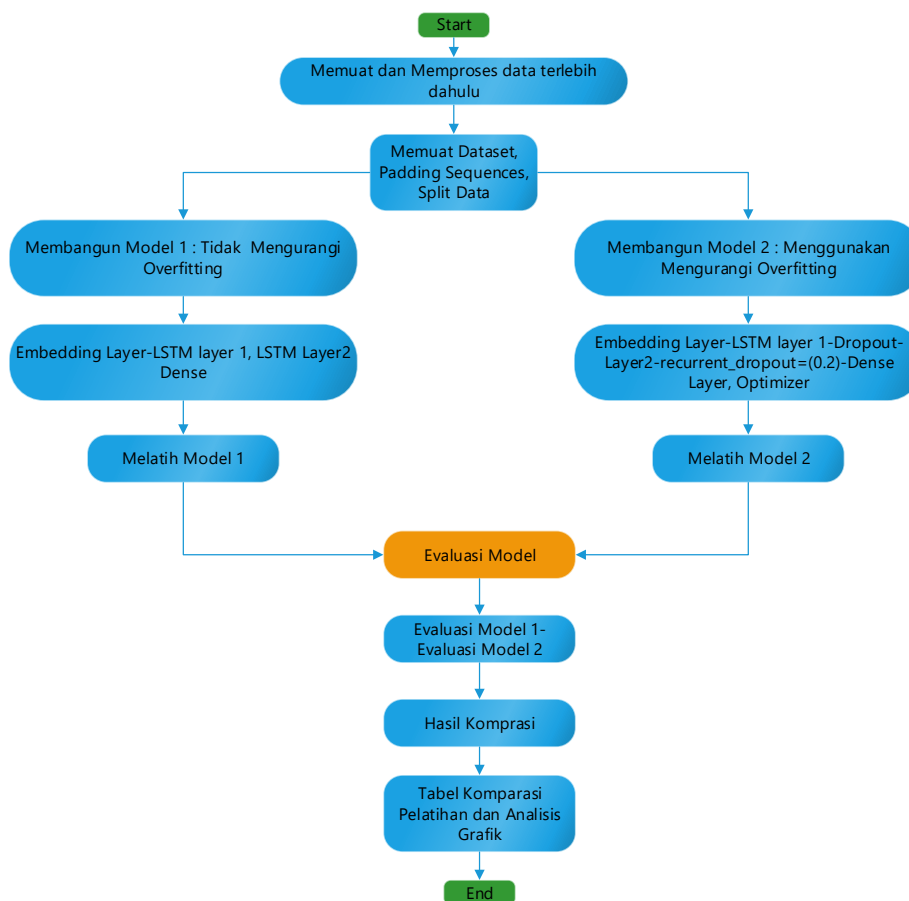 Start
Memuat dan Memproses data terlebih
dahulu
Memuat Dataset,
Padding Sequences,
Split Data
Membangun Model 1 : Tidak Mengurangi
Overfitting
Membangun Model 2 : Menggunakan
Mengurangi Overfitting
Embedding Layer-LSTM layer 1, LSTM Layer2
Dense
Embedding Layer-LSTM layer 1-Dropout-
Layer2-recurrent_dropout=(0.2)-Dense
Layer, Optimizer
Melatih Model 1
Melatih Model 2
Evaluasi Model
Evaluasi Model 1-
Evaluasi Model 2
Hasil Komprasi
Tabel Komparasi
Pelatihan dan Analisis
Grafik
End